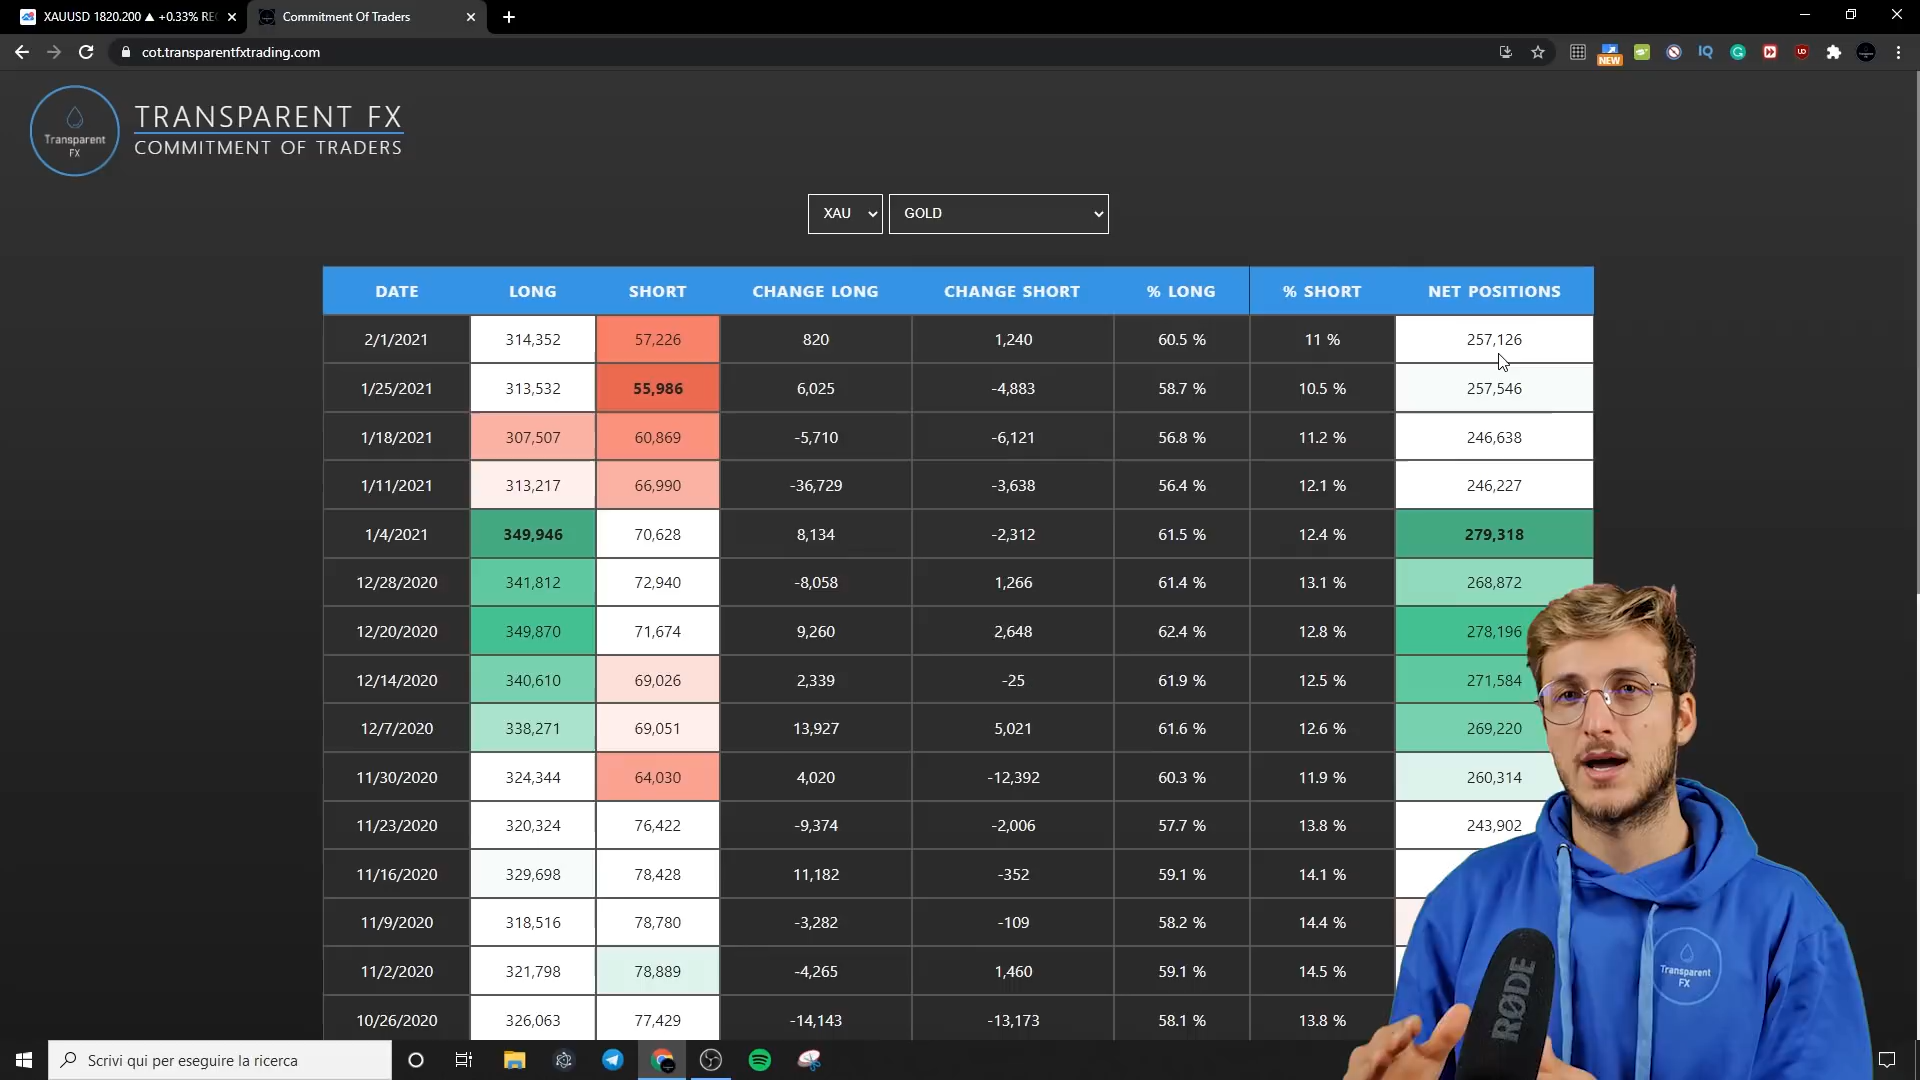 XAUUSD 1820.200 ▲ +0.33% RE
Commitment Of Traders
cot.transparentfxtrading.com
NEW
IQ
Transparent
FX
TRANSPARENT FX
COMMITMENT OF TRADERS
XAU GOLD
DATE LONG SHORT CHANGE LONG CHANGE SHORT % LONG % SHORT NET POSITIONS
2/1/2021 314,352 57,226 820 1,240 60.5 % 11 % 257,126
1/25/2021 313,532 55,986 6,025 -4,883 58.7 % 10.5 % 257,546
1/18/2021 307,507 60,869 -5,710 -6,121 56.8 % 11.2 % 246,638
1/11/2021 313,217 66,990 -36,729 -3,638 56.4 % 12.1 % 246,227
1/4/2021 349,946 70,628 8,134 -2,312 61.5 % 12.4 % 279,318
12/28/2020 341,812 72,940 -8,058 1,266 61.4 % 13.1 % 268,872
12/20/2020 349,870 71,674 9,260 2,648 62.4 % 12.8 % 278,196
12/14/2020 340,610 69,026 2,339 -25 61.9 % 12.5 % 271,584
12/7/2020 338,271 69,051 13,927 5,021 61.6 % 12.6 % 269,220
11/30/2020 324,344 64,030 4,020 -12,392 60.3 % 11.9 % 260,314
11/23/2020 320,324 76,422 -9,374 -2,006 57.7 % 13.8 % 243,902
11/16/2020 329,698 78,428 11,182 -352 59.1 % 14.1 %
11/9/2020 318,516 78,780 -3,282 -109 58.2 % 14.4 %
11/2/2020 321,798 78,889 -4,265 1,460 59.1 % 14.5 %
10/26/2020 326,063 77,429 -14,143 -13,173 58.1 % 13.8 %
Transparent
FX
RØDE
Scrivi qui per eseguire la ricerca